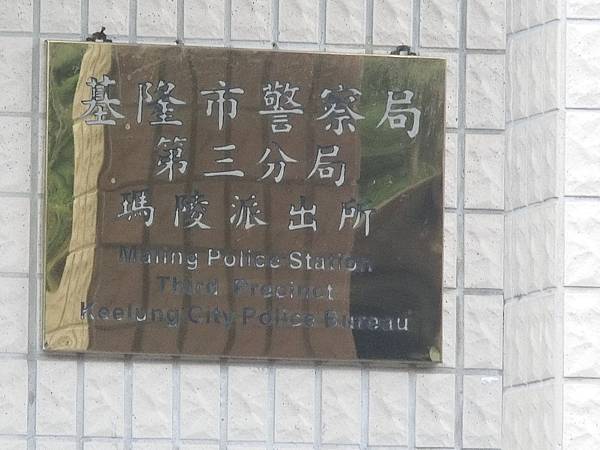 基隆市警察局
第三分局
瑪陵派出所
Maling Police Station
Third Precinct
Keelung City Police Bureau